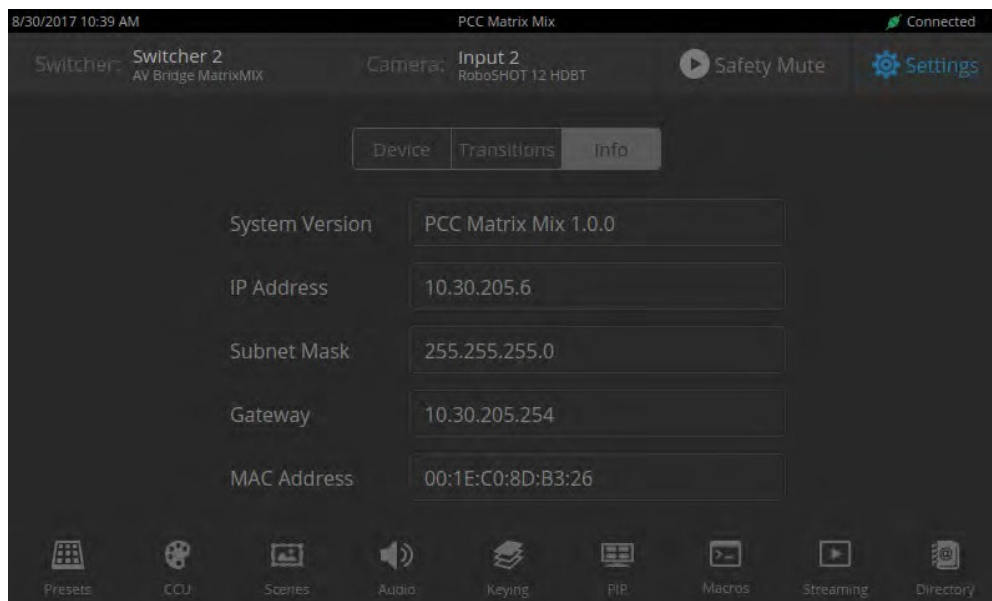 8/30/2017 10:39 AM PCC Matrix Mix Connected
Switcher: Switcher 2 Camera: Input 2 Safety Mute Settings
AV Bridge MatrixMIX RoboSHOT 12 HDBT
Device Transitions Info
System Version PCC Matrix Mix 1.0.0
IP Address 10.30.205.6
Subnet Mask 255.255.255.0
Gateway 10.30.205.254
MAC Address 00:1E:C0:8D:B3:26
Presets CCU Scenes Audio Keying PIP Macros Streaming Directory